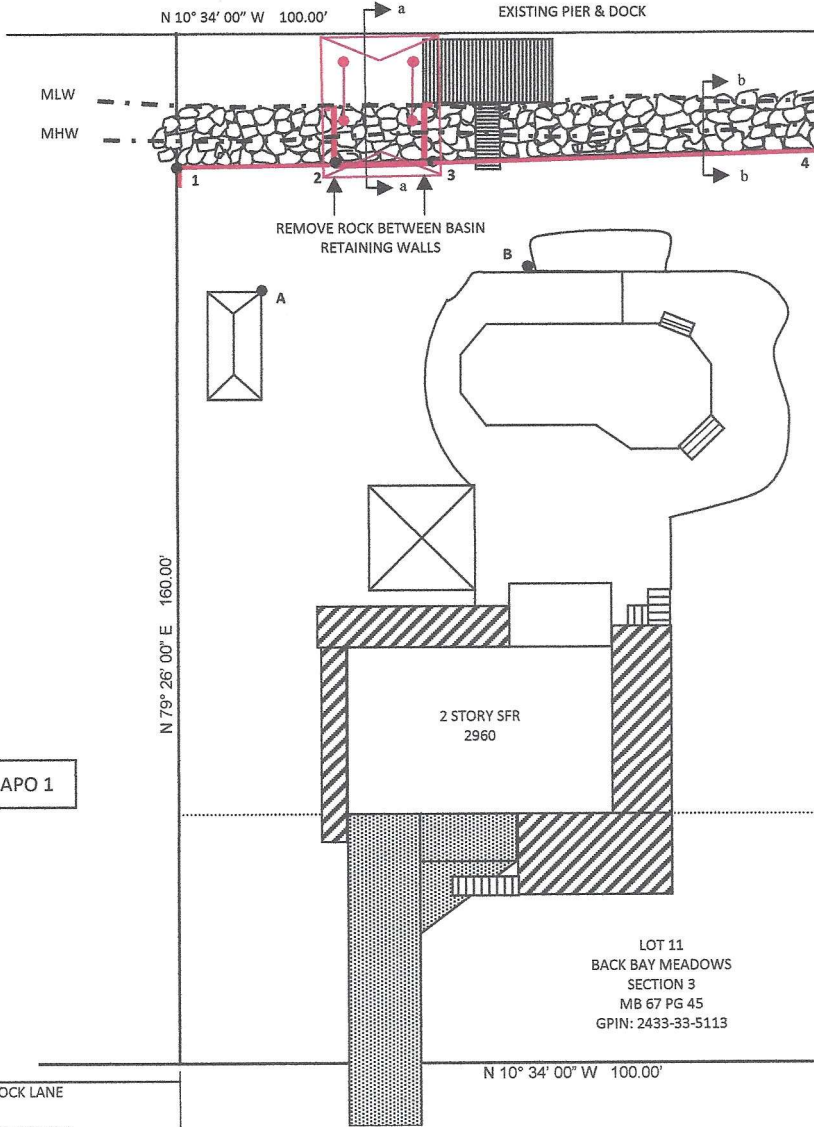 N 10° 34' 00" W 100.00'
a
EXISTING PIER & DOCK
MLW
b
MHW
1
2
a
3
b
4
REMOVE ROCK BETWEEN BASIN
RETAINING WALLS
B
A
N 79° 26' 00" E 160.00'
2 STORY SFR
2960
APO 1
LOT 11
BACK BAY MEADOWS
SECTION 3
MB 67 PG 45
GPIN: 2433-33-5113
N 10° 34' 00" W 100.00'
OCK LANE